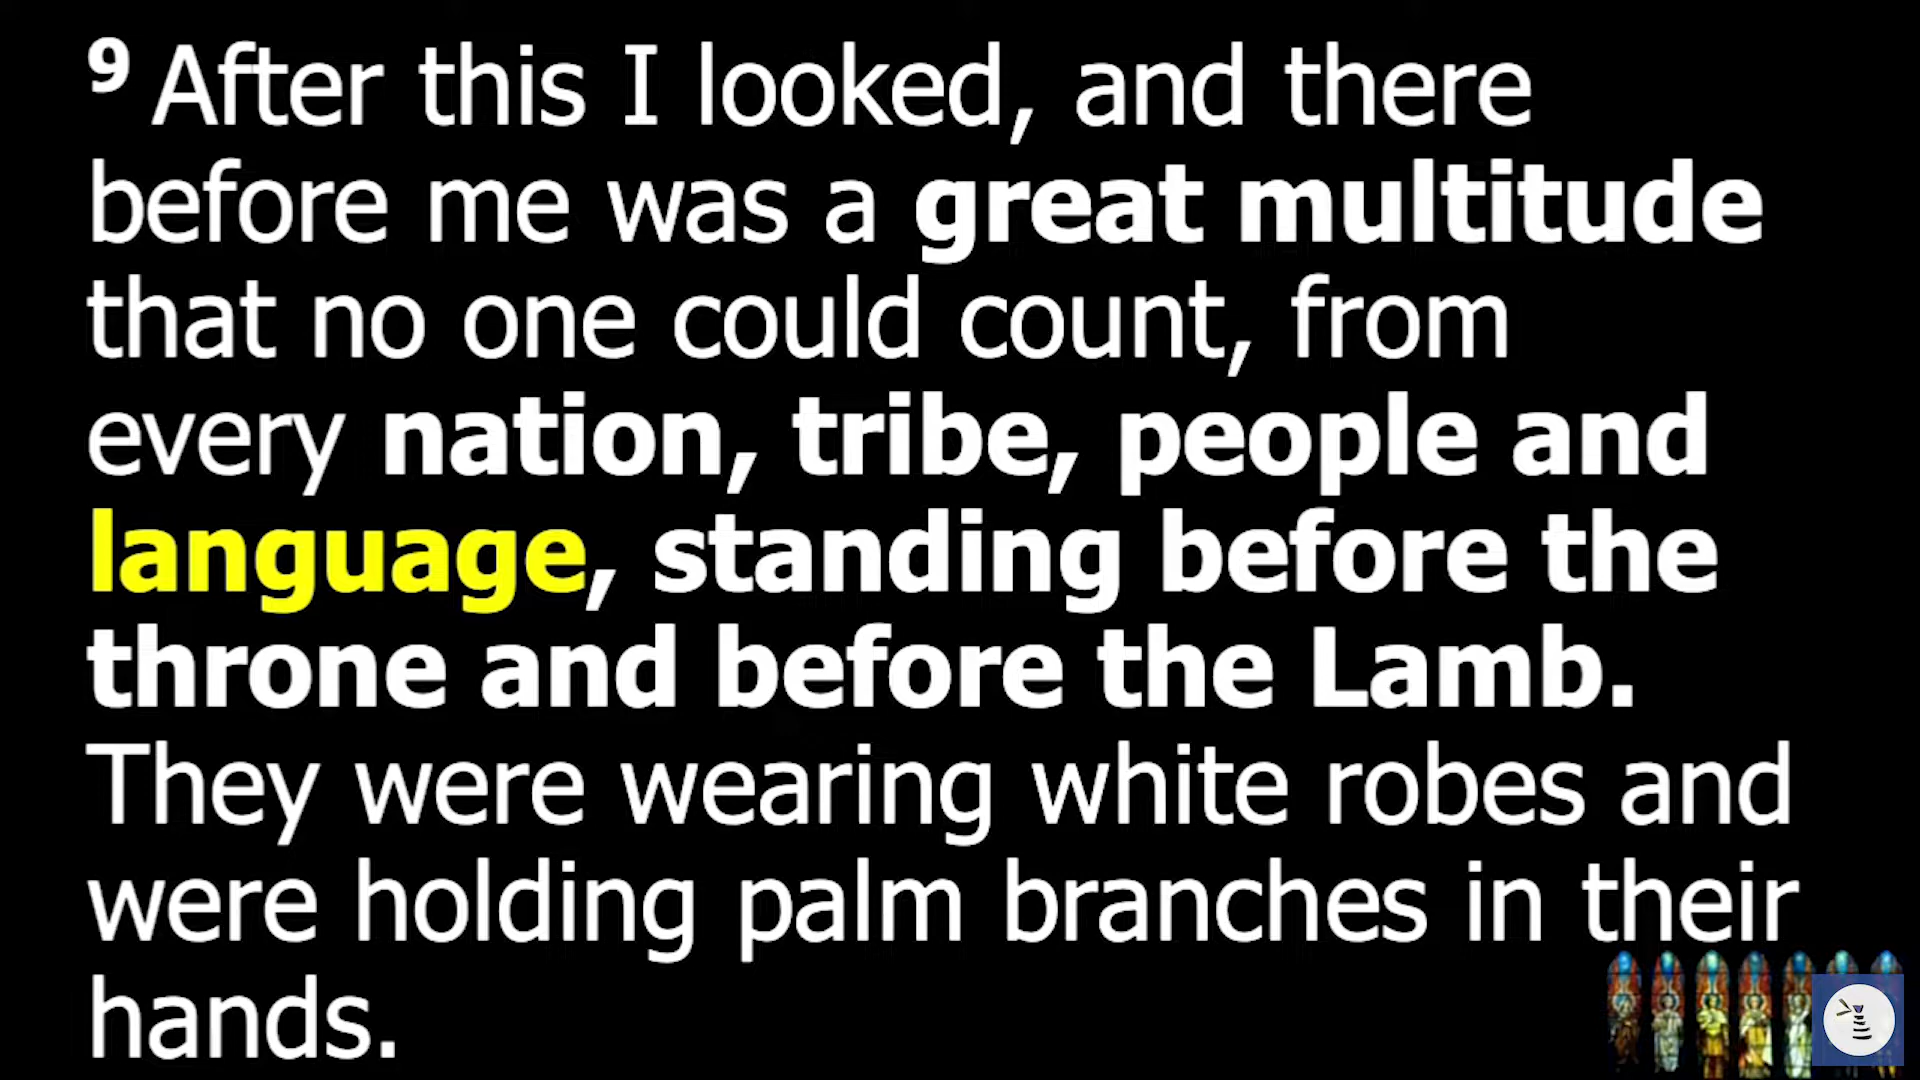 9 After this I looked, and there
before me was a great multitude
that no one could count, from
every nation, tribe, people and
language, standing before the
throne and before the Lamb.
They were wearing white robes and
were holding palm branches in their
hands.